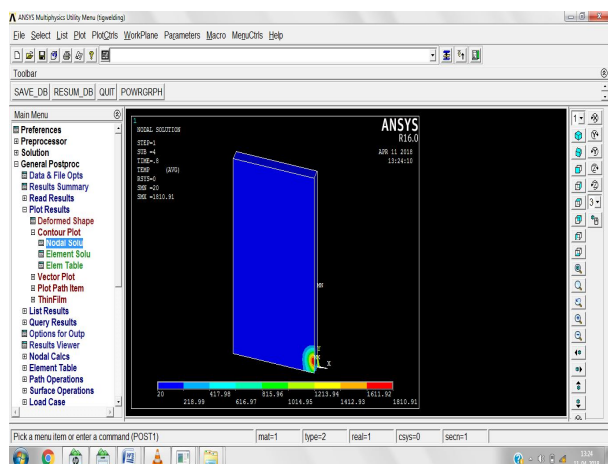 ANSYS Multiphysics Utility Menu (tigwelding)
File Select List Plot PlotCtrls WorkPlane Parameters Macro MenuCtrls Help
Toolbar
SAVE_DB RESUM_DB QUIT POWRGRPH
Main Menu
Preferences
Preprocessor
Solution
General Postproc
Data & File Opts
Results Summary
Read Results
Plot Results
Deformed Shape
Contour Plot
Nodal Solu
Element Solu
Elem Table
Vector Plot
Plot Path Item
ThinFilm
List Results
Query Results
Options for Outp
Results Viewer
Nodal Calcs
Element Table
Path Operations
Surface Operations
Load Case
1
NODAL SOLUTION
STEP=1
SUB =4
TIME=.8
TEMP (AVG)
RSYS=0
SMN =20
SMX =1810.91
ANSYS
R16.0
APR 11 2018
13:24:10
MN
Y
MX
X
20 417.98 815.96 1213.94 1611.92
218.99 616.97 1014.95 1412.93 1810.91
1
3
Pick a menu item or enter a command (POST1)
mat=1
type=2
real=1
csys=0
secn=1
13:24